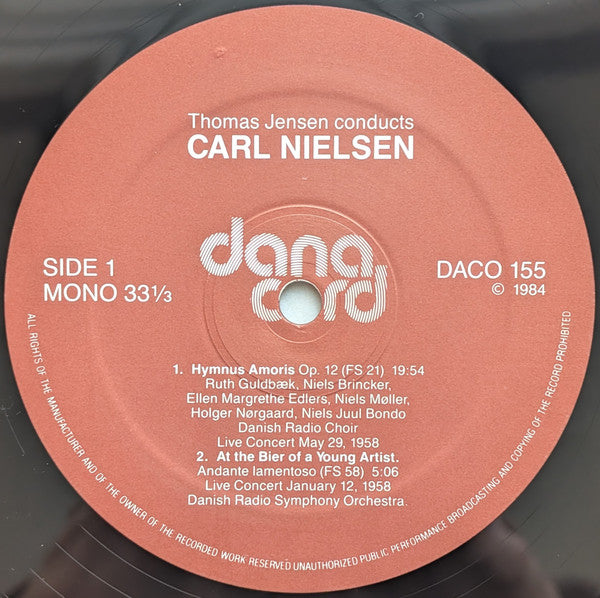 Thomas Jensen conducts
CARL NIELSEN
dana
cord
SIDE 1
MONO 33⅓
DACO 155
© 1984
1. Hymnus Amoris Op. 12 (FS 21) 19:54
Ruth Guldbæk, Niels Brincker,
Ellen Margrethe Edlers, Niels Møller,
Holger Nørgaard, Niels Juul Bondo
Danish Radio Choir
Live Concert May 29, 1958
2. At the Bier of a Young Artist.
Andante lamentoso (FS 58) 5:06
Live Concert January 12, 1958
Danish Radio Symphony Orchestra.
ALL RIGHTS OF THE MANUFACTURER AND OF THE OWNER OF THE RECORDED WORK RESERVED UNAUTHORIZED PUBLIC PERFORMANCE BROADCASTING AND COPYING OF THE RECORD PROHIBITED